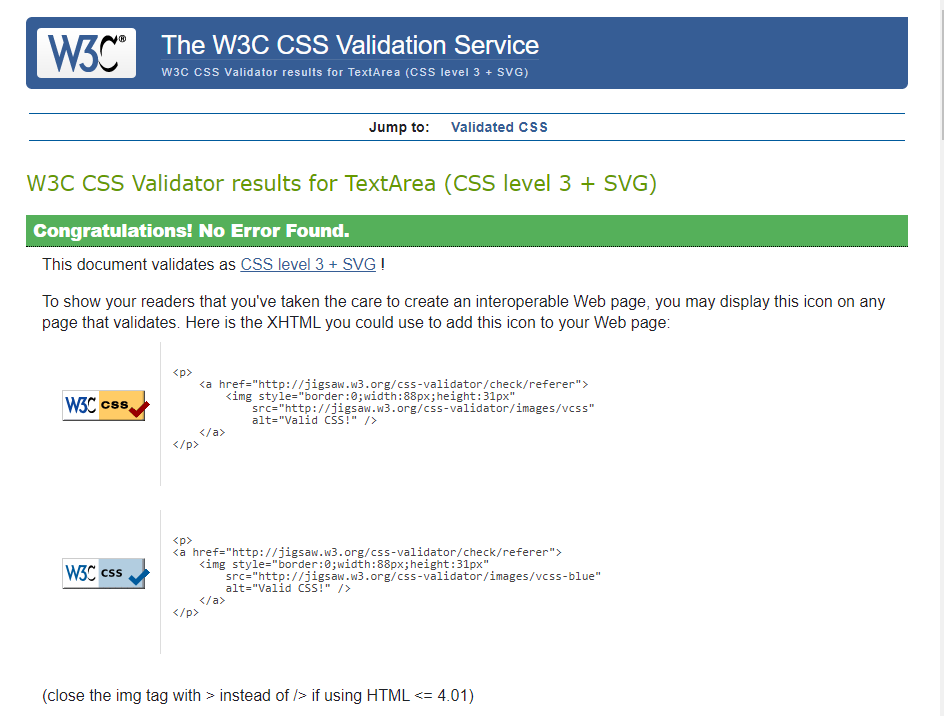 W3C®
The W3C CSS Validation Service
W3C CSS Validator results for TextArea (CSS level 3 + SVG)
Jump to: Validated CSS
W3C CSS Validator results for TextArea (CSS level 3 + SVG)
Congratulations! No Error Found.
This document validates as CSS level 3 + SVG !
To show your readers that you've taken the care to create an interoperable Web page, you may display this icon on any
page that validates. Here is the XHTML you could use to add this icon to your Web page:
W3C css
<p>
    <a href="http://jigsaw.w3.org/css-validator/check/referer">
        <img style="border:0;width:88px;height:31px"
            src="http://jigsaw.w3.org/css-validator/images/vcss"
            alt="Valid CSS!" />
    </a>
</p>
W3C css
<p>
<a href="http://jigsaw.w3.org/css-validator/check/referer">
    <img style="border:0;width:88px;height:31px"
        src="http://jigsaw.w3.org/css-validator/images/vcss-blue"
        alt="Valid CSS!" />
    </a>
</p>
(close the img tag with > instead of /> if using HTML <= 4.01)